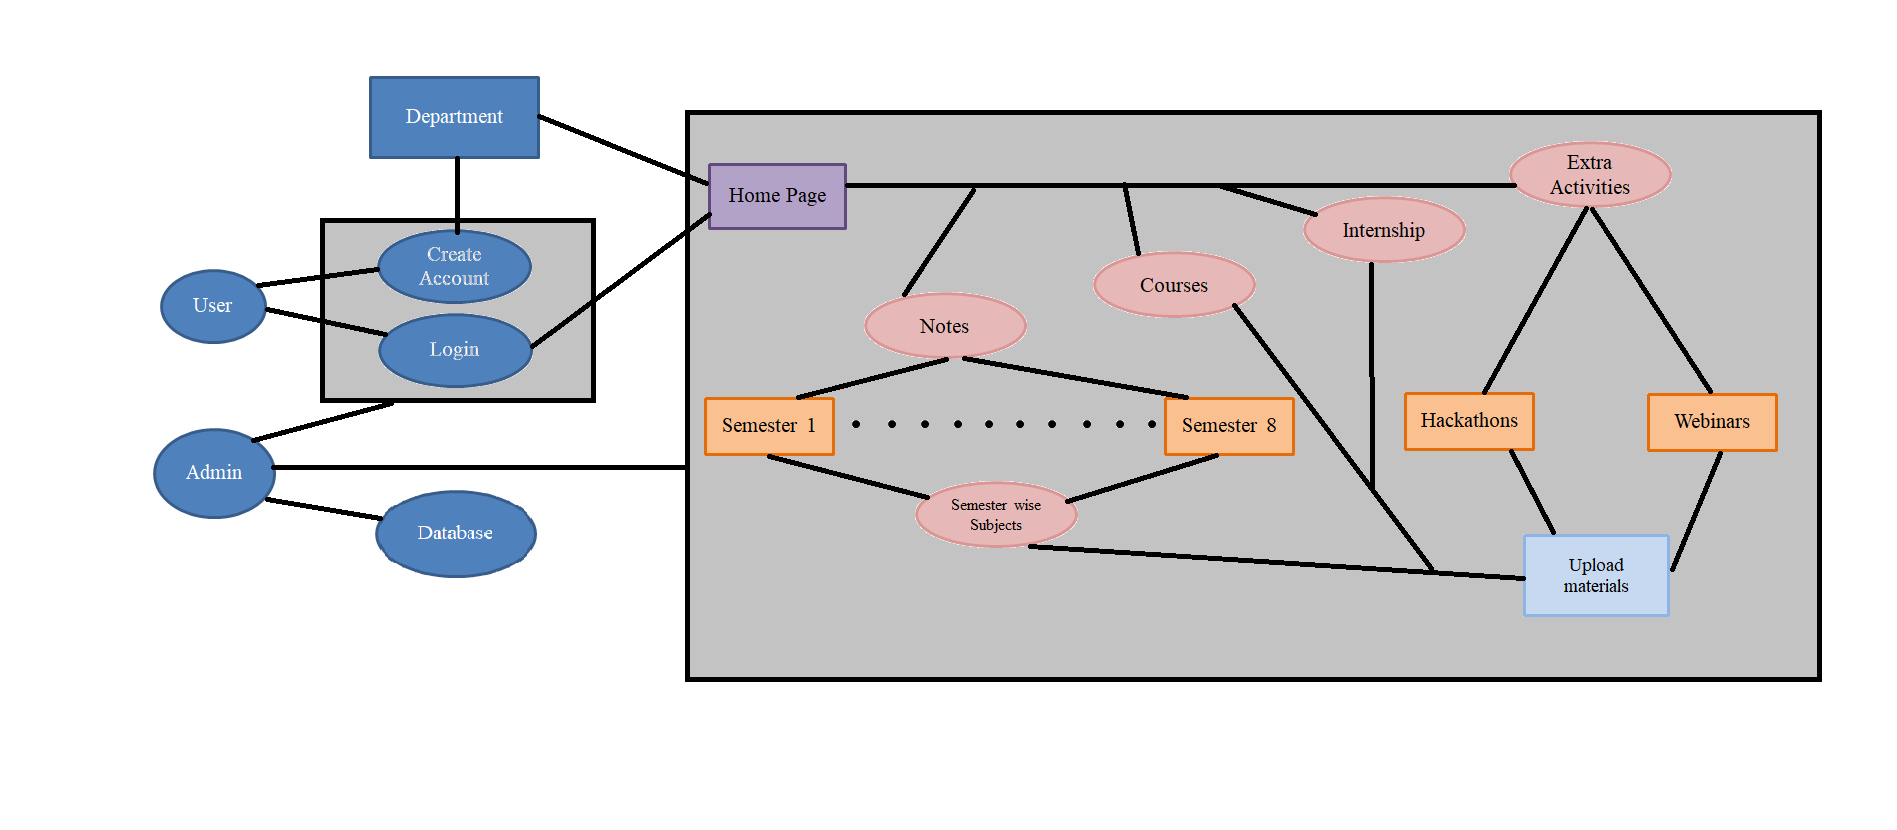 Department
Create
Account
User
Login
Admin
Database
Home Page
Extra
Activities
Internship
Courses
Notes
Semester 1
Semester 8
Hackathons
Webinars
Semester wise
Subjects
Upload
materials